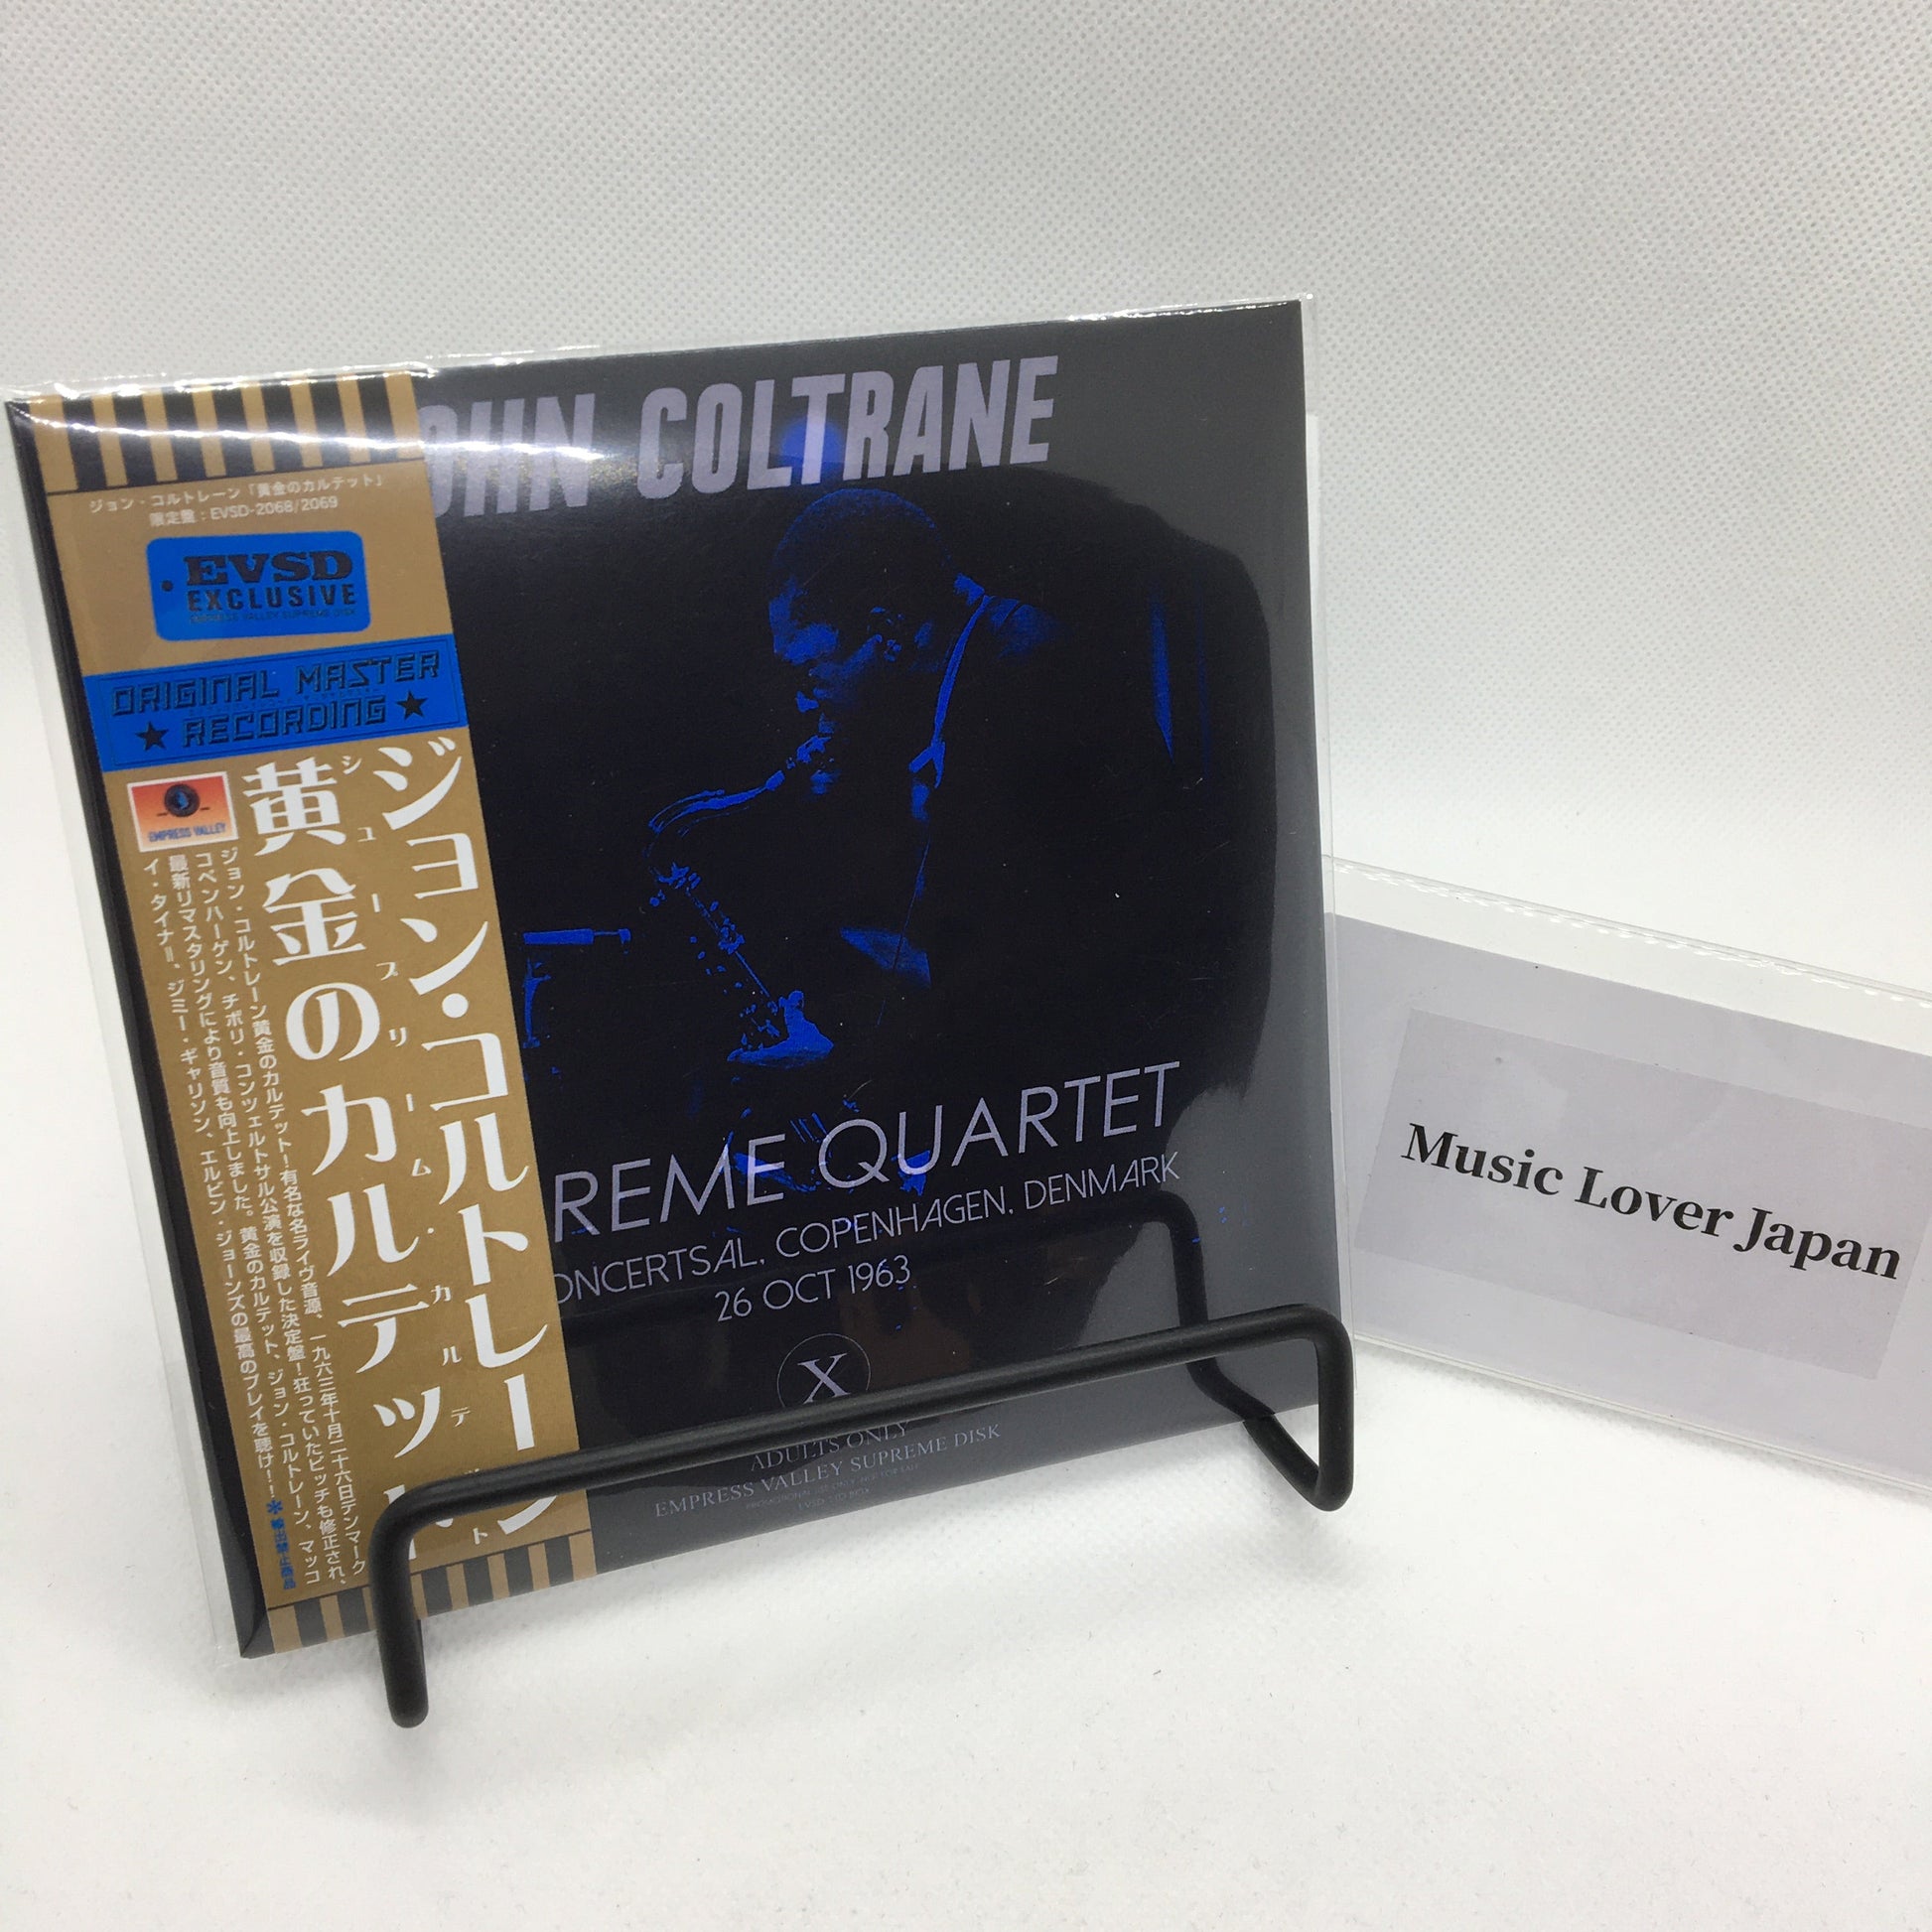 OHN COLTRANE
ジョン・コルトレーン「黄金のカルテット」
限定盤:EVSD-2068/2069
EVSD
EXCLUSIVE
EMPRESS VALLEY SUPREME DISK
ORIGINAL MASTER
★ RECORDING ★
ジョン・コルトレーン
シュープリーム・カルテット
黄金のカルテット
EMPRESS VALLEY
ジョン・コルトレーン黄金のカルテット!有名な名ライヴ音源、一九六三年十月二十六日デンマーク
コペンハーゲン、チボリ・コンツェルトサル公演を収録した決定盤!狂っていたピッチも修正され、
最新リマスタリングにより音質も向上しました。黄金のカルテット、ジョン・コルトレーン、マッコ
イ・タイナー、ジミー・ギャリソン、エルビン・ジョーンズの最高のプレイを聴け!!
*輸出禁止商品
REME QUARTET
ONCERTSAL, COPENHAGEN, DENMARK
26 OCT 1963
X
ADULTS ONLY
EMPRESS VALLEY SUPREME DISK
Music Lover Japan